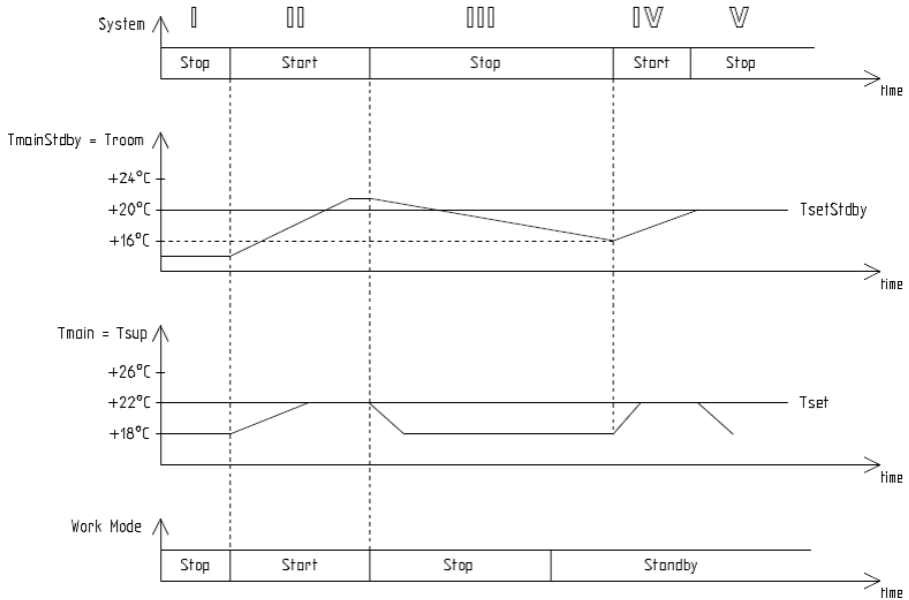 I II III IV V
System
Stop Start Stop Start Stop
time
TmainStdby = Troom
+24°C
+20°C TsetStdby
+16°C
time
Tmain = Tsup
+26°C
+22°C Tset
+18°C
time
Work Mode
Stop Start Stop Standby
time